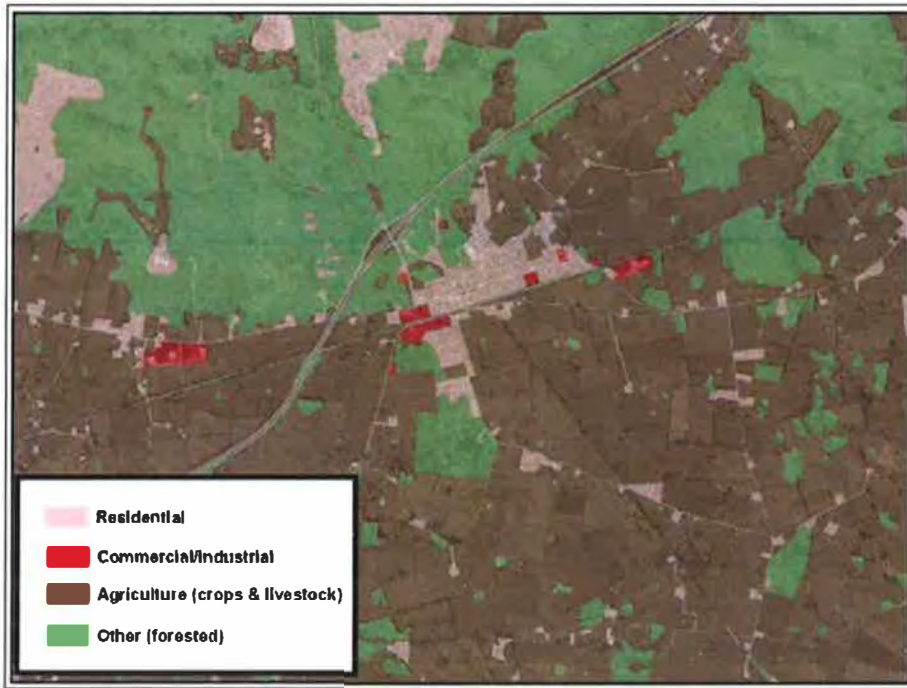 Residential
Commercial/Industrial
Agriculture (crops & livestock)
Other (forested)